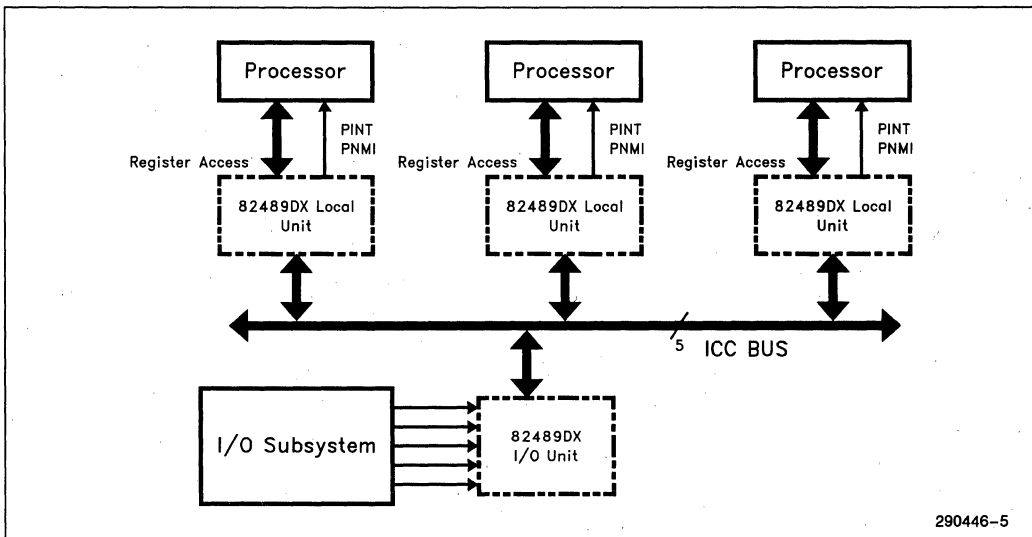 Processor
Processor
Processor
Register Access
PINT
PNMI
Register Access
PINT
PNMI
Register Access
PINT
PNMI
82489DX Local
Unit
82489DX Local
Unit
82489DX Local
Unit
5
ICC BUS
I/O Subsystem
82489DX
I/O Unit
290446-5